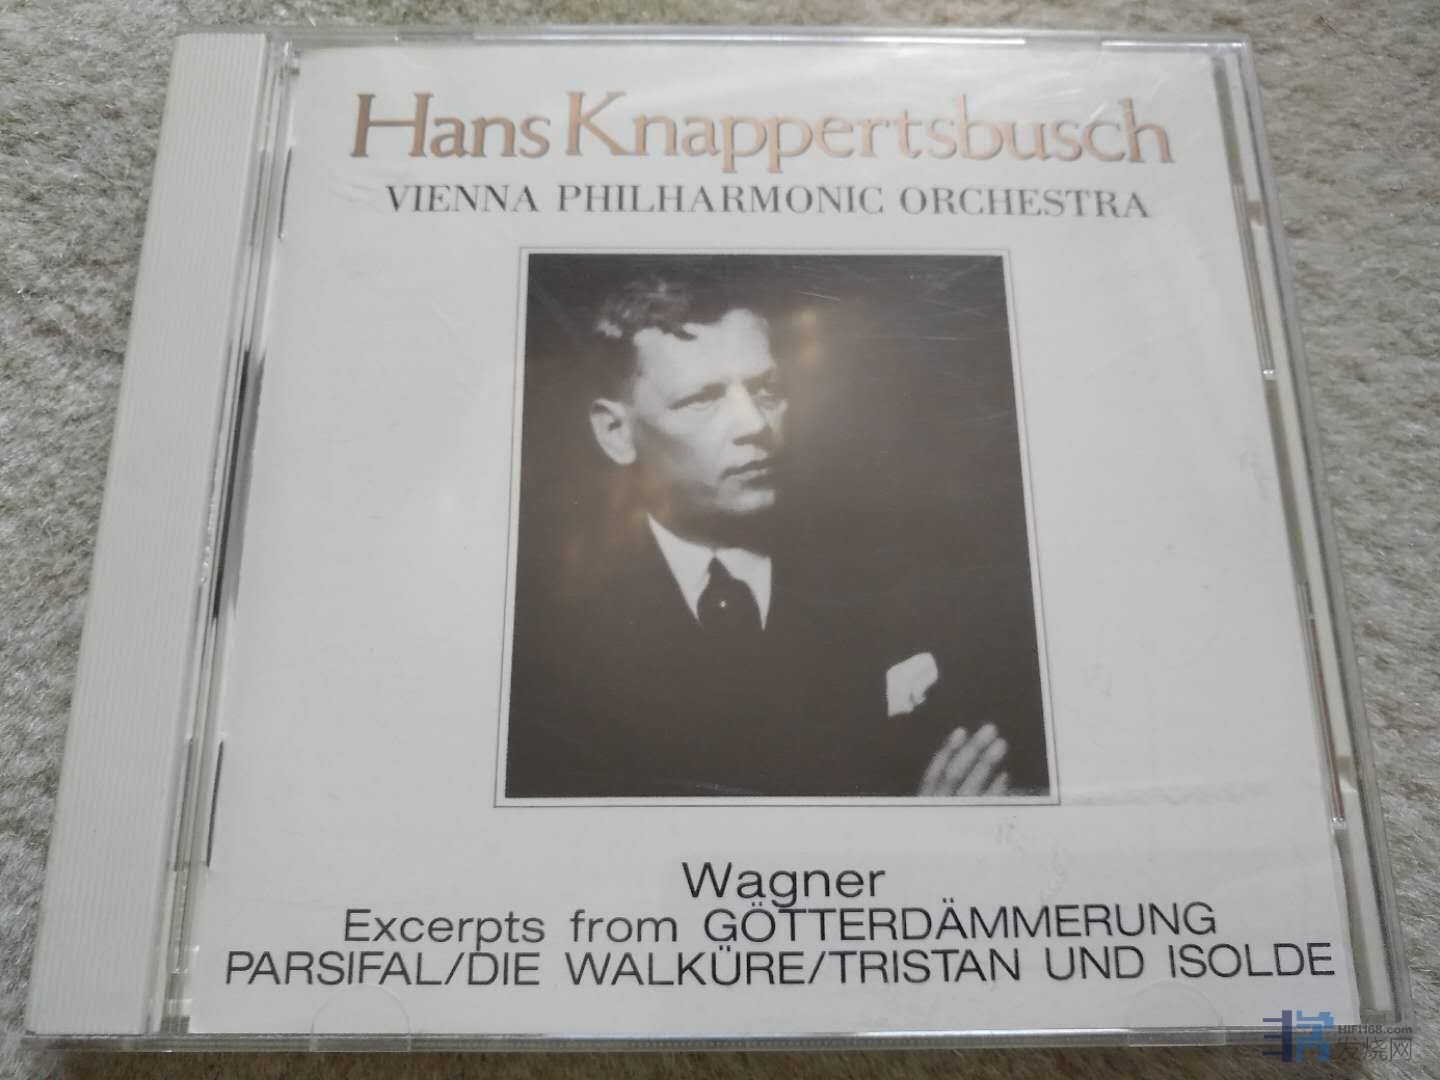 Hans Knappertsbusch
VIENNA PHILHARMONIC ORCHESTRA
Wagner
Excerpts from GÖTTERDÄMMERUNG
PARSIFAL/DIE WALKÜRE/TRISTAN UND ISOLDE
HIFI168.com
发烧网